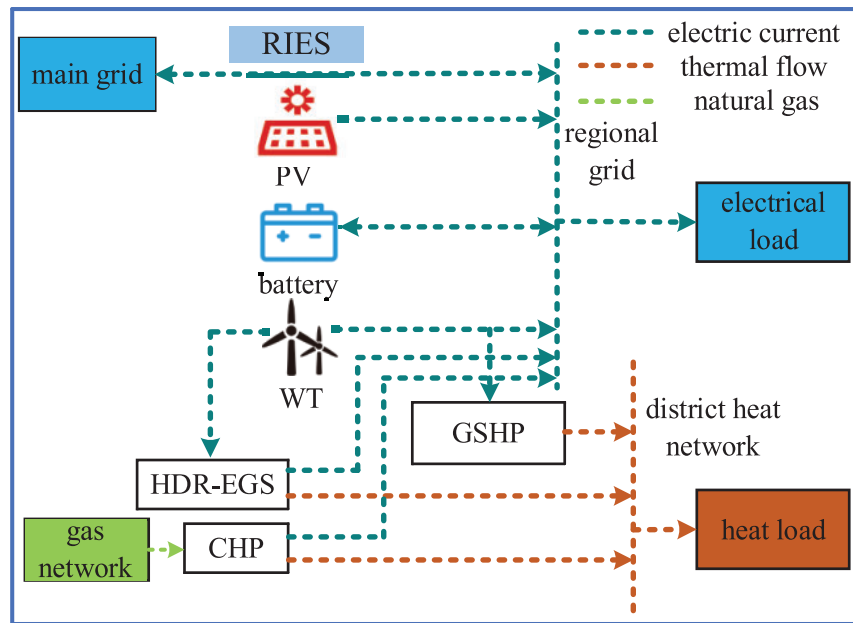 RIES
main grid
electric current
thermal flow
natural gas
PV
regional
grid
battery
electrical
load
WT
GSHP
district heat
network
HDR-EGS
gas
network
CHP
heat load